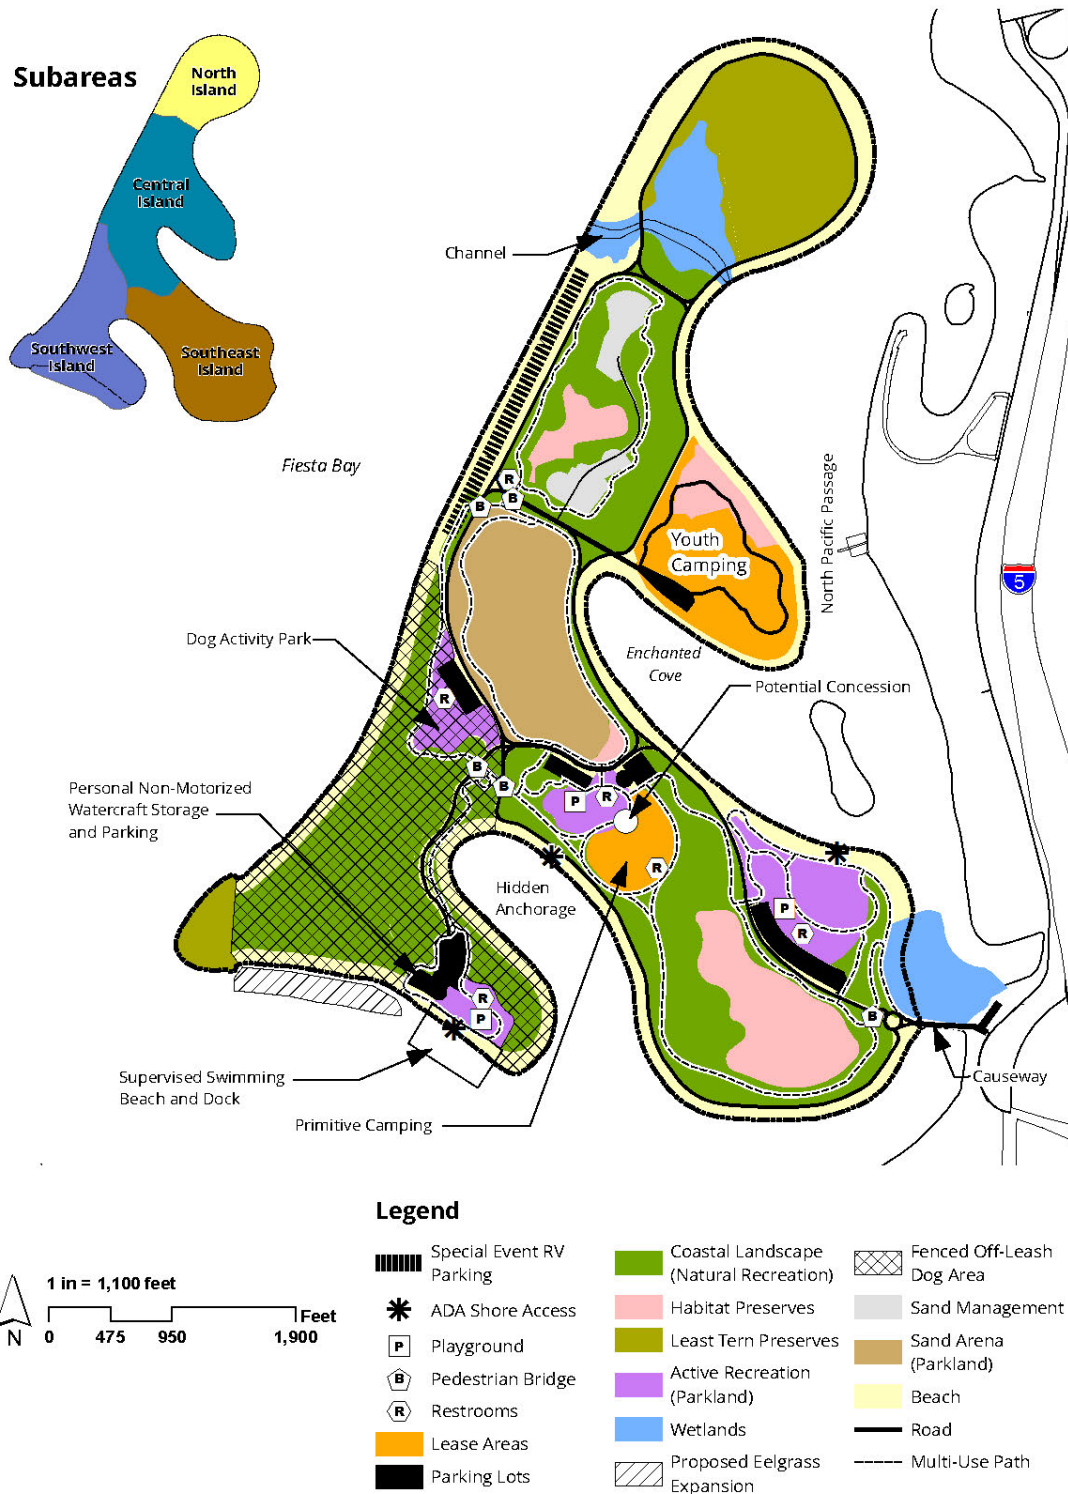 Subareas
North
Island
Central
Island
Southwest
Island
Southeast
Island
Channel
Fiesta Bay
R
B
B
Youth
Camping
North Pacific Passage
5
Dog Activity Park
Enchanted
Cove
R
Potential Concession
B
B
P
R
Personal Non-Motorized
Watercraft Storage
and Parking
R
Hidden
Anchorage
P
R
R
P
B
Supervised Swimming
Beach and Dock
Causeway
Primitive Camping
Legend
1 in = 1,100 feet
Feet
0 475 950 1,900
N
Special Event RV
Parking
ADA Shore Access
P Playground
B Pedestrian Bridge
R Restrooms
Lease Areas
Parking Lots
Coastal Landscape
(Natural Recreation)
Habitat Preserves
Least Tern Preserves
Active Recreation
(Parkland)
Wetlands
Proposed Eelgrass
Expansion
Fenced Off-Leash
Dog Area
Sand Management
Sand Arena
(Parkland)
Beach
Road
Multi-Use Path